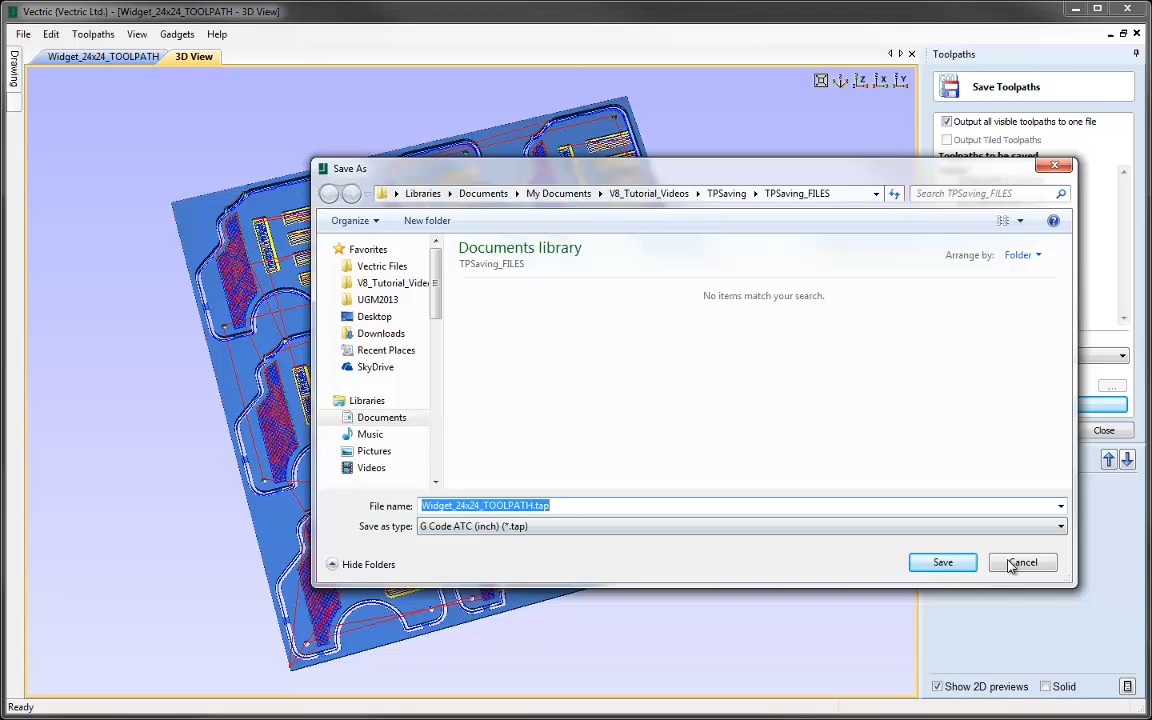 Vectric {Vectric Ltd.} - [Widget_24x24_TOOLPATH - 3D View]
File Edit Toolpaths View Gadgets Help
Drawing
Widget_24x24_TOOLPATH 3D View
Z X Y
Toolpaths
Save Toolpaths
Output all visible toolpaths to one file
Output Tiled Toolpaths
Toolpaths to be saved
Save As
Libraries Documents My Documents V8_Tutorial_Videos TPSaving TPSaving_FILES
Search TPSaving_FILES
Organize New folder
Favorites
Vectric Files
V8_Tutorial_Video
UGM2013
Desktop
Downloads
Recent Places
SkyDrive
Libraries
Documents
Music
Pictures
Videos
Documents library
TPSaving_FILES
Arrange by: Folder
No items match your search.
File name: Widget_24x24_TOOLPATH.tap
Save as type: G Code ATC (inch) (*.tap)
Hide Folders
Save Cancel
...
Close
Show 2D previews Solid
Ready